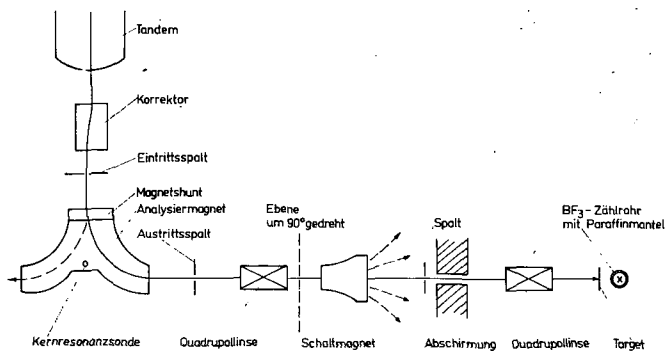 Tandem
Korrektor
Eintrittsspalt
Magnetshunt
Analysiermagnet
Austrittsspalt
Ebene
um 90° gedreht
Spalt
BF₃-Zählrohr
mit Paraffinmantel
Kernresonanzsonde
Quadrupollinse
Schaltmagnet
Abschirmung
Quadrupollinse
Target